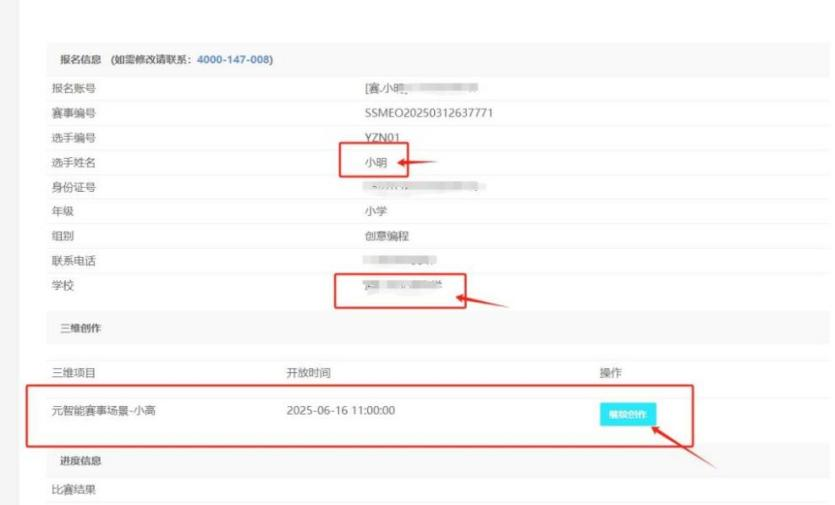 报名信息 (如需修改请联系：4000-147-008)
报名账号 [赛.小明]
赛事编号 SSMEO20250312637771
选手编号 YZN01
选手姓名 小明
身份证号
年级 小学
组别 创意编程
联系电话
学校
三维创作
三维项目 开放时间 操作
元智能赛事场景-小高 2025-06-16 11:00:00 继续创作
进度信息
比赛结果